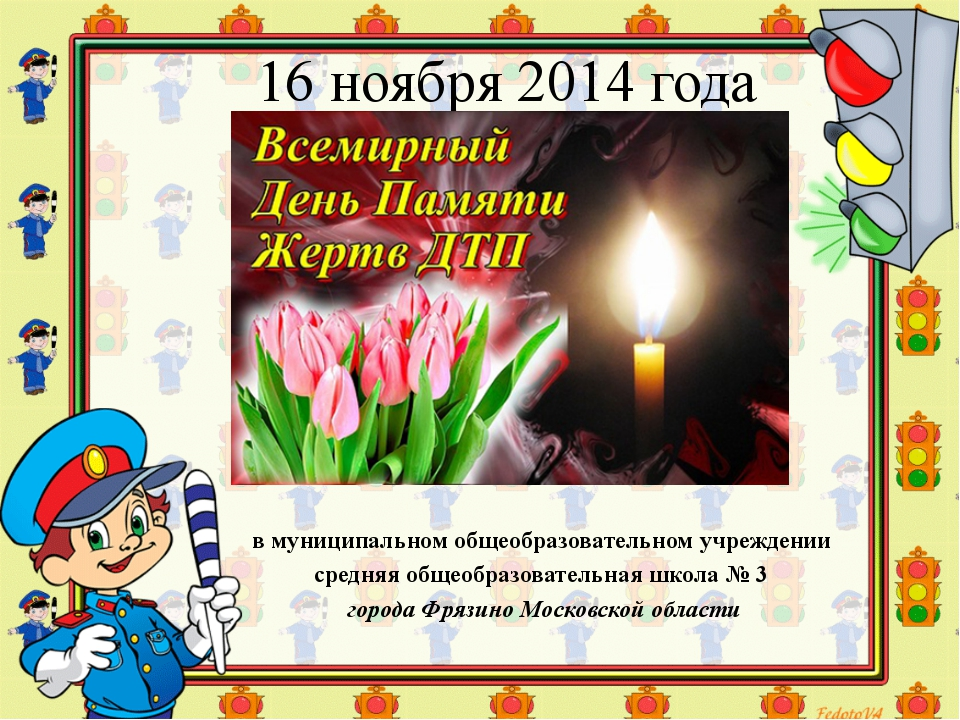 16 ноября 2014 года
Всемирный
День Памяти
Жертв ДТП
в муниципальном общеобразовательном учреждении
средняя общеобразовательная школа № 3
города Фрязино Московской области
FedotoVA